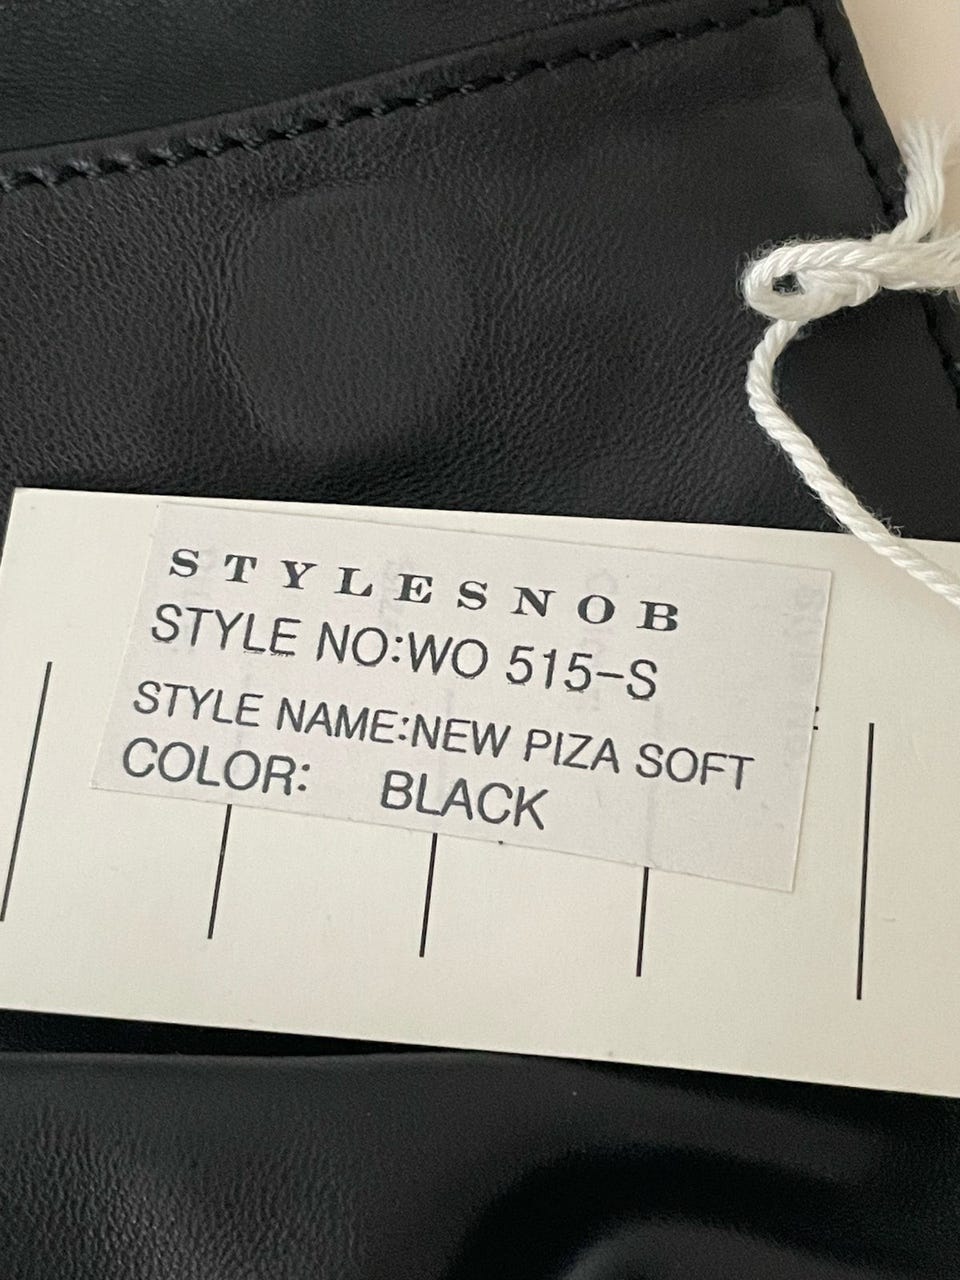 STYLESNOB
STYLE NO:WO 515-S
STYLE NAME:NEW PIZA SOFT
COLOR: BLACK